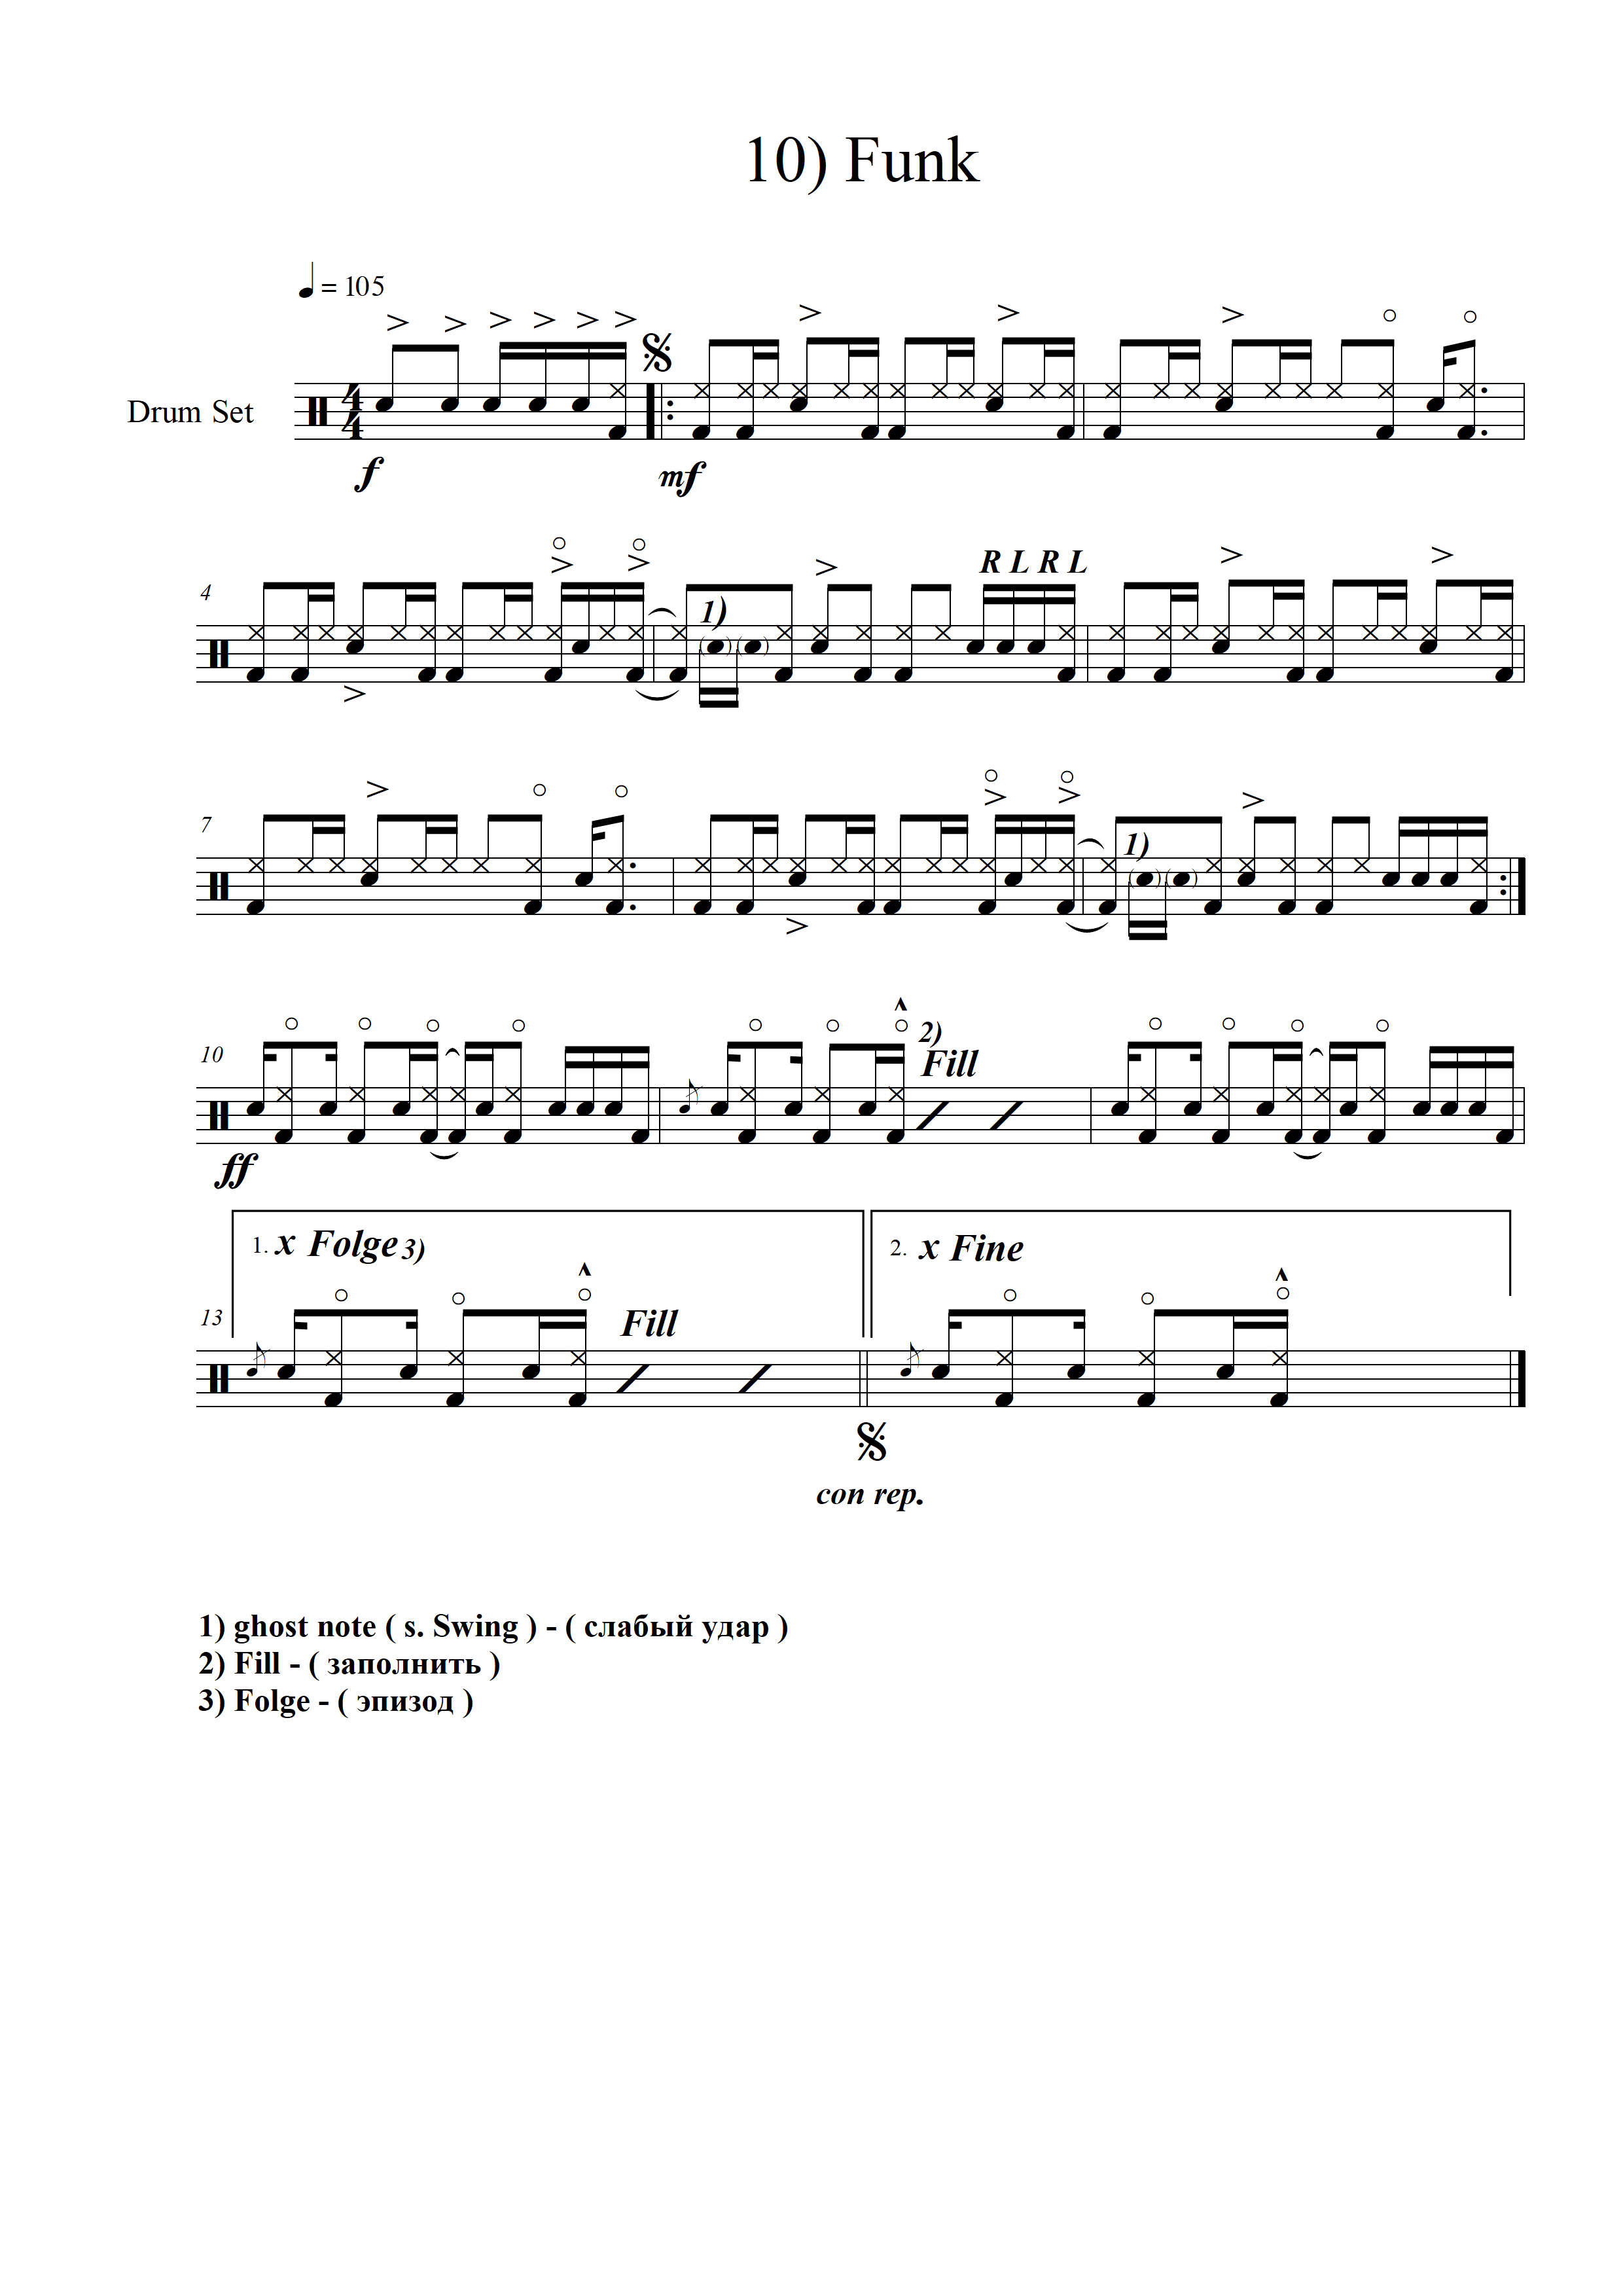 10) Funk
= 105
Drum Set
4
4
f
mf
R L R L
4
1)
7
1)
10
2)
Fill
ff
1. x Folge 3)
2. x Fine
13
Fill
con rep.
1) ghost note ( s. Swing ) - ( слабый удар )
2) Fill - ( заполнить )
3) Folge - ( эпизод )